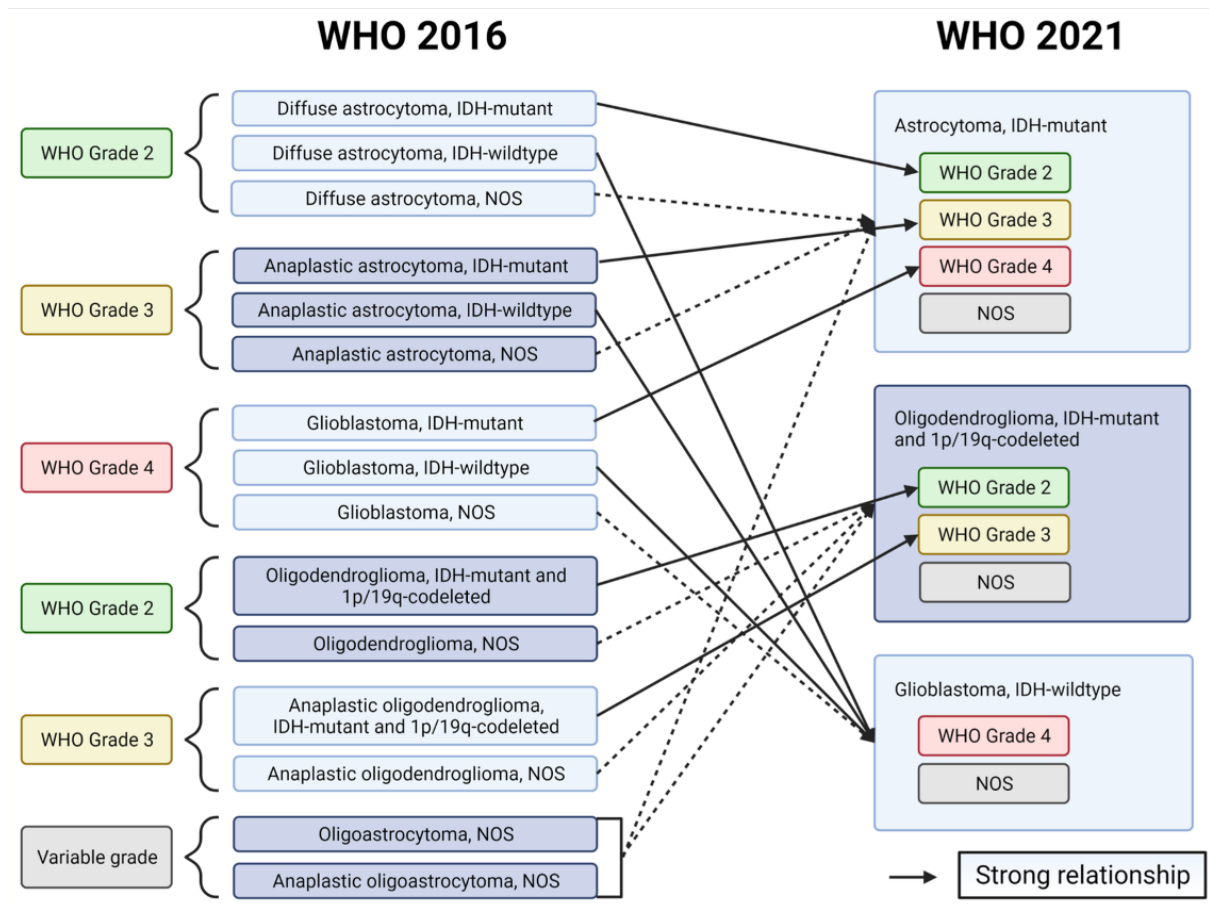 WHO 2016
WHO 2021
WHO Grade 2
Diffuse astrocytoma, IDH-mutant
Diffuse astrocytoma, IDH-wildtype
Diffuse astrocytoma, NOS
WHO Grade 3
Anaplastic astrocytoma, IDH-mutant
Anaplastic astrocytoma, IDH-wildtype
Anaplastic astrocytoma, NOS
WHO Grade 4
Glioblastoma, IDH-mutant
Glioblastoma, IDH-wildtype
Glioblastoma, NOS
WHO Grade 2
Oligodendroglioma, IDH-mutant and
1p/19q-codeleted
Oligodendroglioma, NOS
WHO Grade 3
Anaplastic oligodendroglioma,
IDH-mutant and 1p/19q-codeleted
Anaplastic oligodendroglioma, NOS
Variable grade
Oligoastrocytoma, NOS
Anaplastic oligoastrocytoma, NOS
Astrocytoma, IDH-mutant
WHO Grade 2
WHO Grade 3
WHO Grade 4
NOS
Oligodendroglioma, IDH-mutant
and 1p/19q-codeleted
WHO Grade 2
WHO Grade 3
NOS
Glioblastoma, IDH-wildtype
WHO Grade 4
NOS
Strong relationship